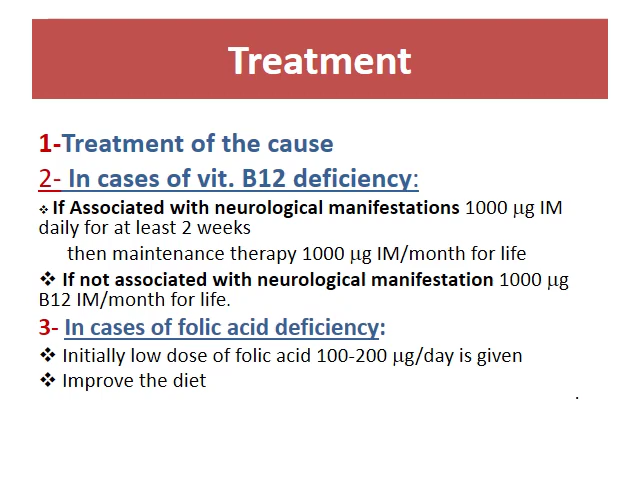 Treatment
1-Treatment of the cause
2- In cases of vit. B12 deficiency:
❖ If Associated with neurological manifestations 1000 µg IM
daily for at least 2 weeks
then maintenance therapy 1000 µg IM/month for life
❖ If not associated with neurological manifestation 1000 µg
B12 IM/month for life.
3- In cases of folic acid deficiency:
❖ Initially low dose of folic acid 100-200 µg/day is given
❖ Improve the diet
.